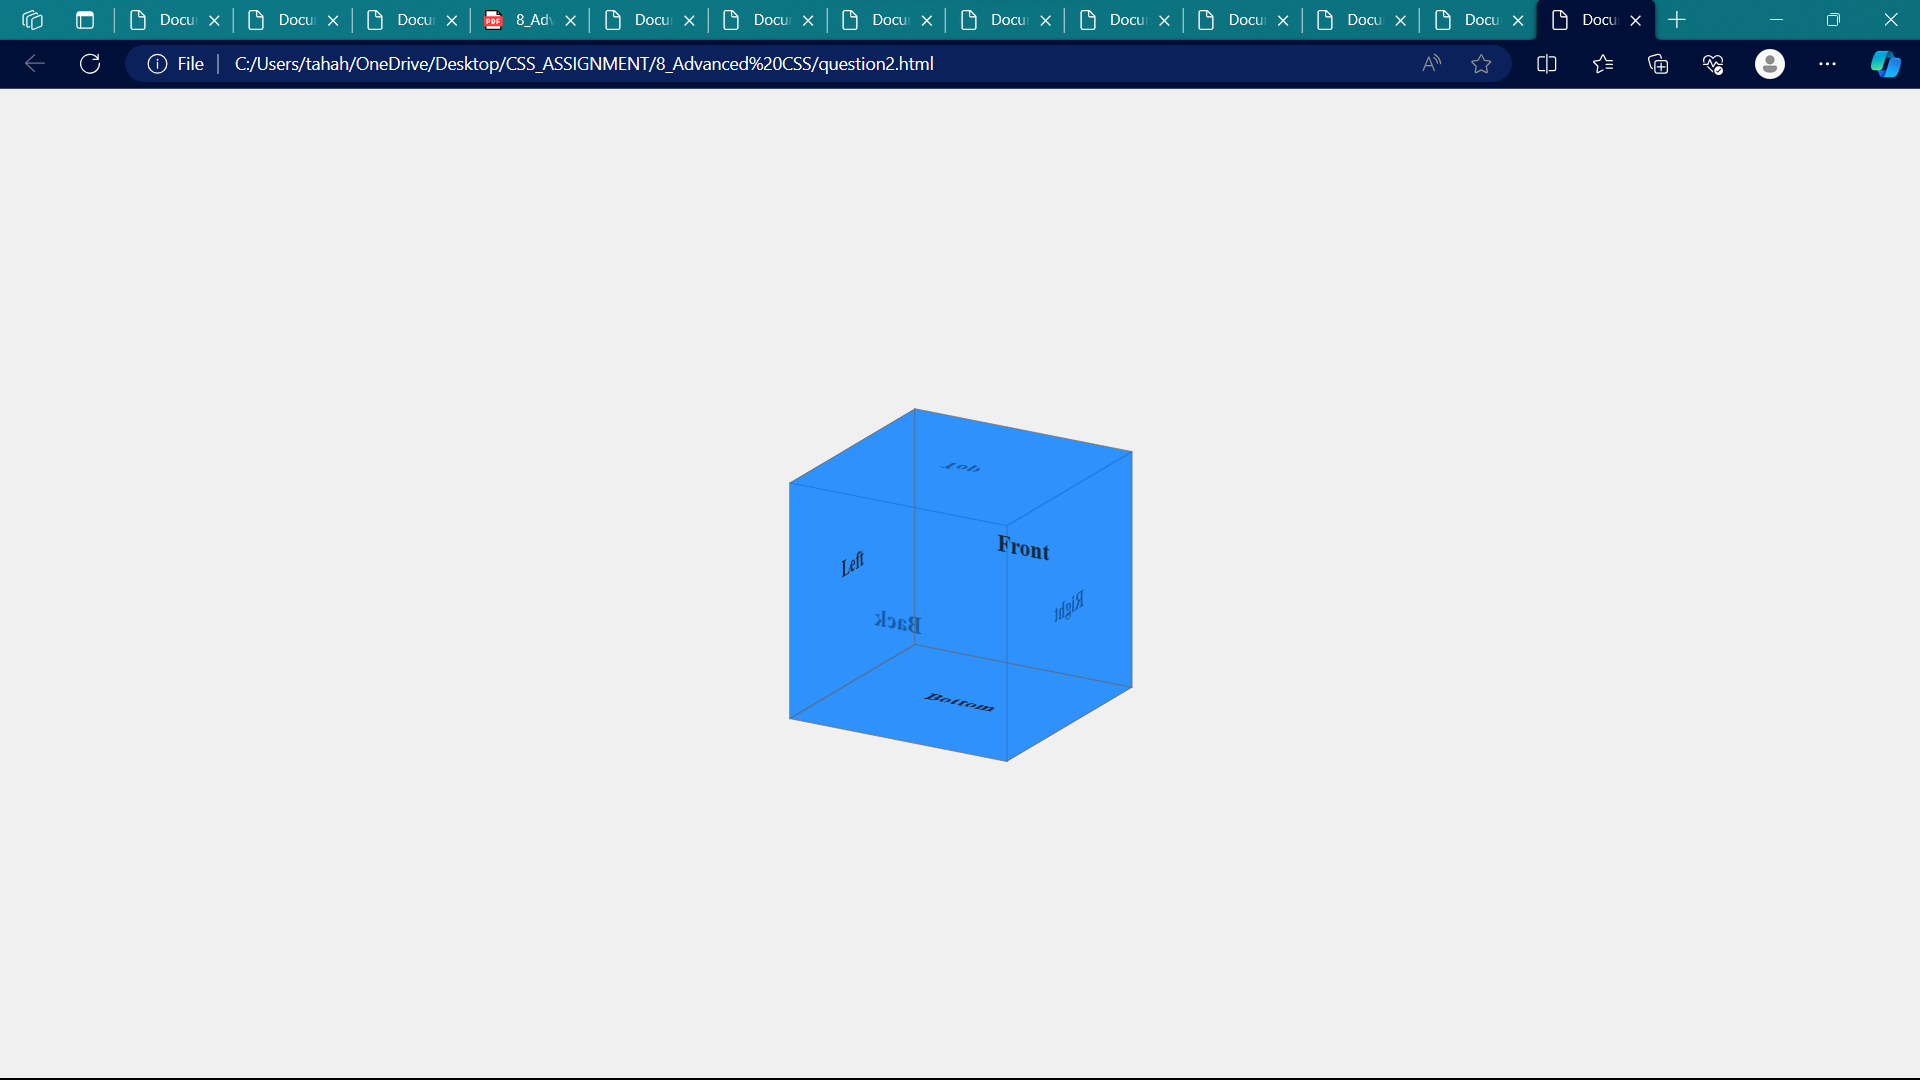 Docu Docu Docu 8_Adv Docu Docu Docu Docu Docu Docu Docu Docu Docu
File C:/Users/tahah/OneDrive/Desktop/CSS_ASSIGNMENT/8_Advanced%20CSS/question2.html
Top
Front
Left
Right
Back
Bottom